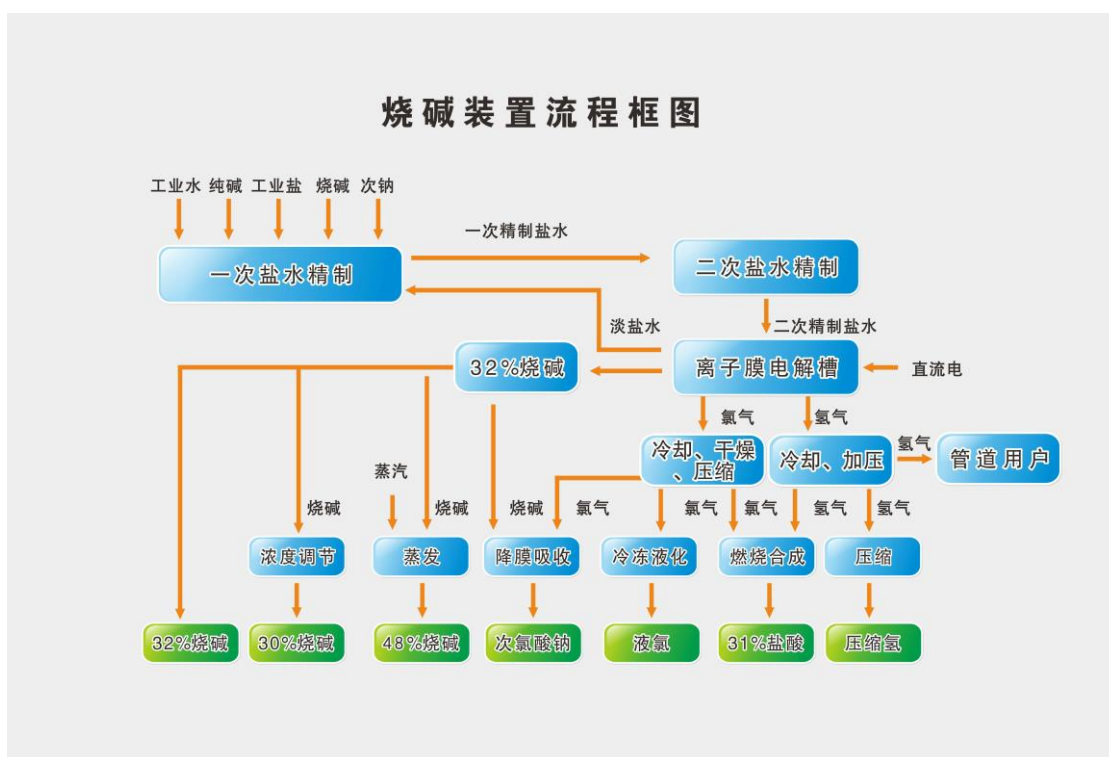 烧碱装置流程框图
工业水 纯碱 工业盐 烧碱 次钠
一次精制盐水
一次盐水精制
二次盐水精制
淡盐水
二次精制盐水
32%烧碱
离子膜电解槽
直流电
氯气
氢气
冷却、干燥
、压缩
冷却、加压
氢气
管道用户
蒸汽
烧碱
烧碱
烧碱
氯气
氯气
氯气
氢气
氢气
浓度调节
蒸发
降膜吸收
冷冻液化
燃烧合成
压缩
32%烧碱
30%烧碱
48%烧碱
次氯酸钠
液氯
31%盐酸
压缩氢